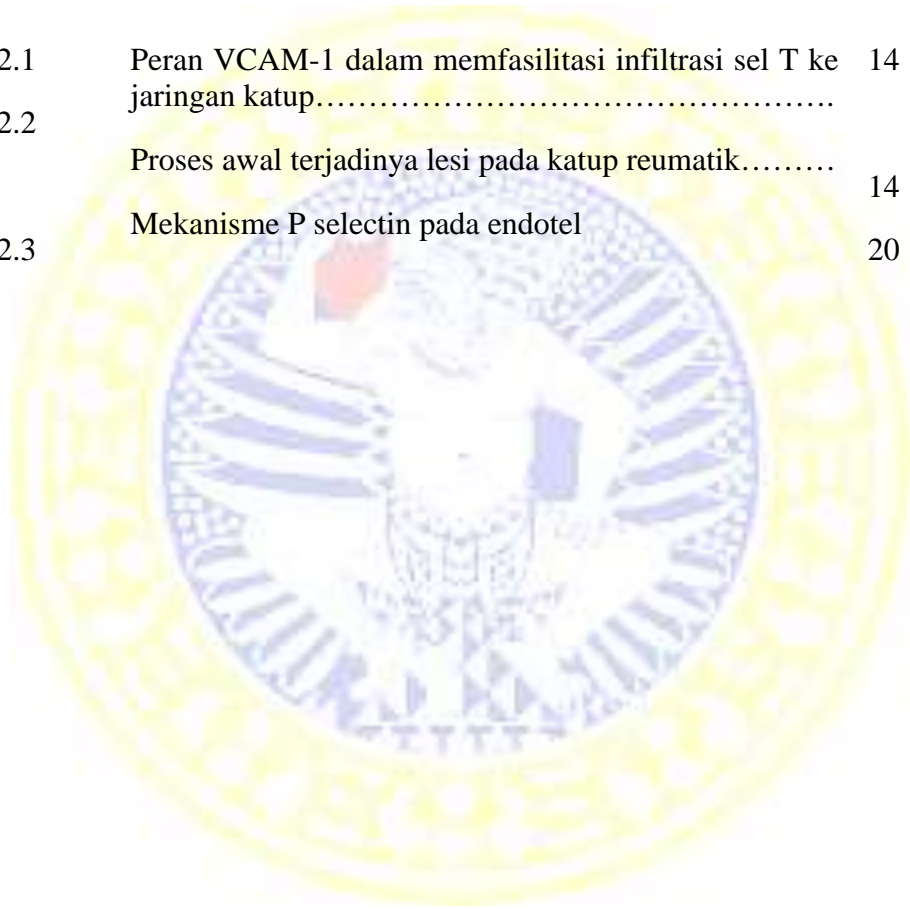 2.1 Peran VCAM-1 dalam memfasilitasi infiltrasi sel T ke 14
jaringan katup…………………………………………
2.2
Proses awal terjadinya lesi pada katup reumatik………
14
Mekanisme P selectin pada endotel
2.3 20